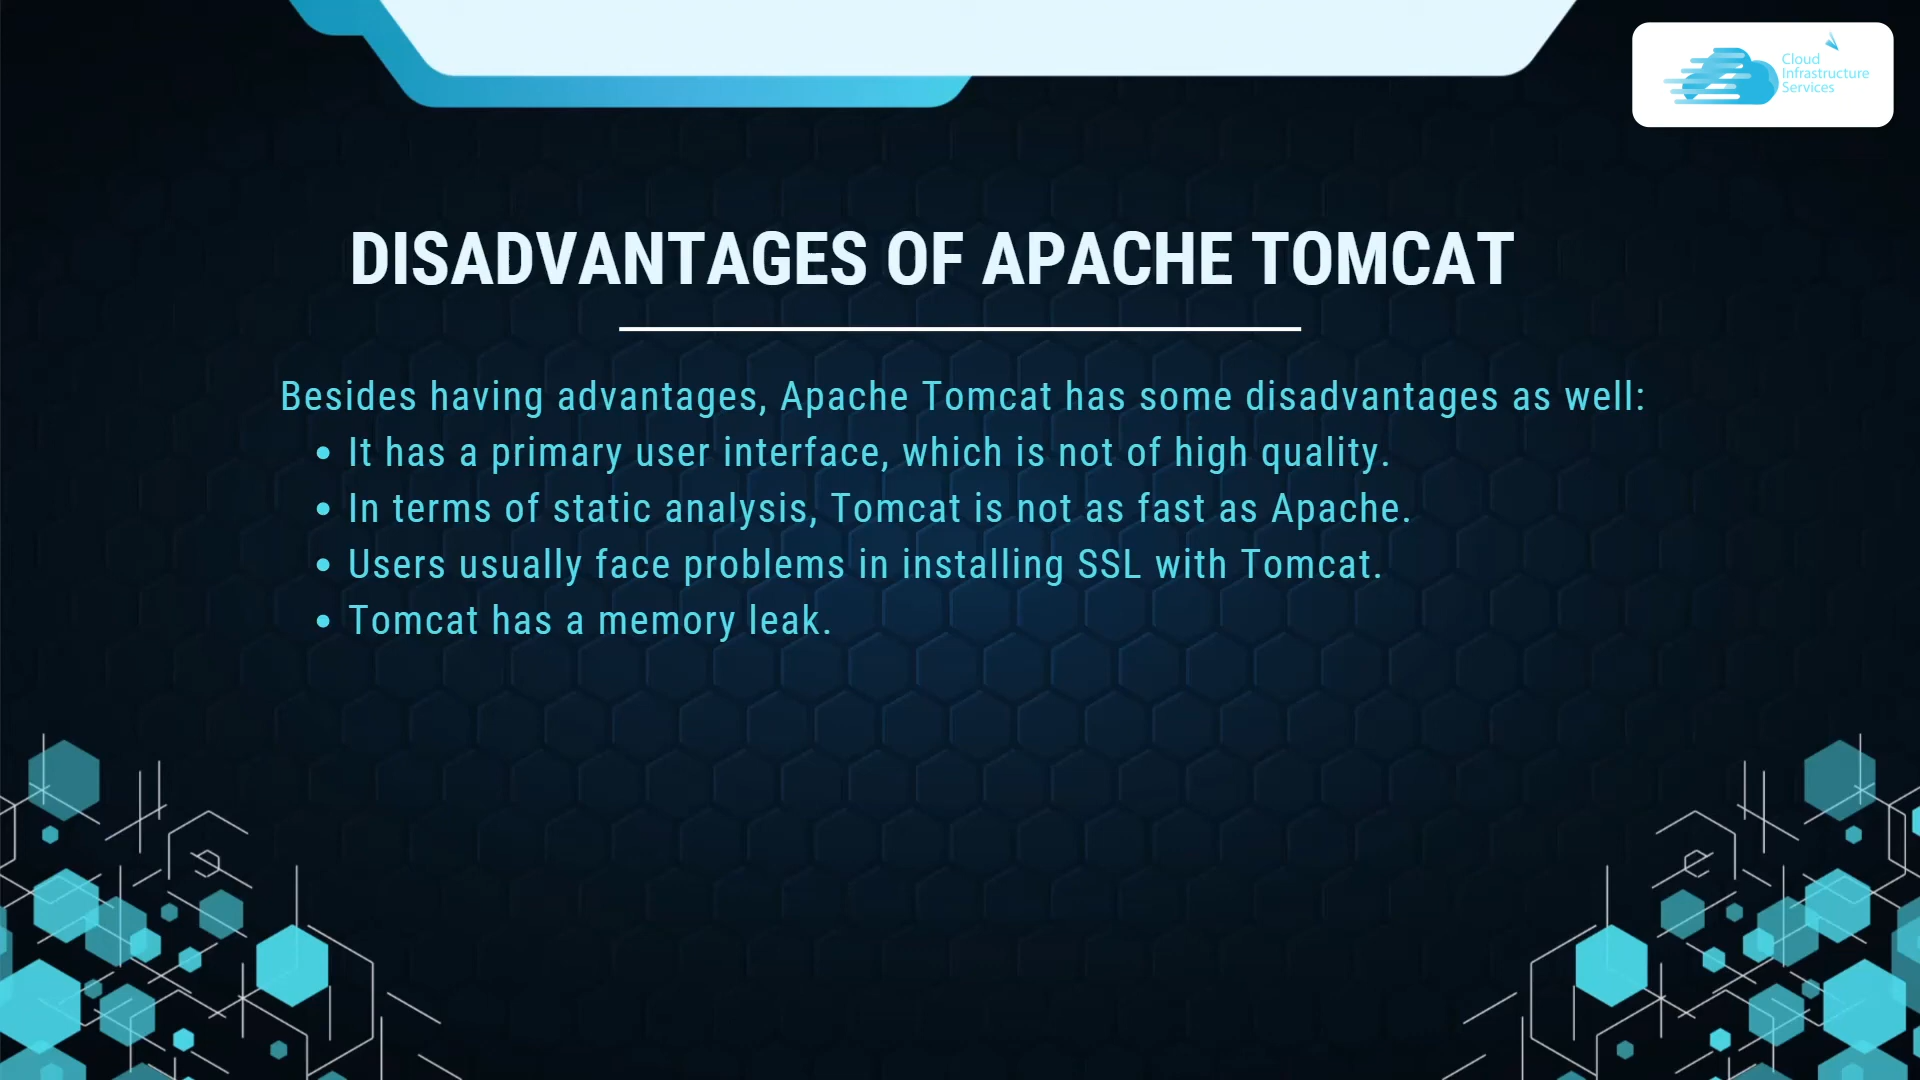 Cloud
Infrastructure
Services
DISADVANTAGES OF APACHE TOMCAT
Besides having advantages, Apache Tomcat has some disadvantages as well:
• It has a primary user interface, which is not of high quality.
• In terms of static analysis, Tomcat is not as fast as Apache.
• Users usually face problems in installing SSL with Tomcat.
• Tomcat has a memory leak.